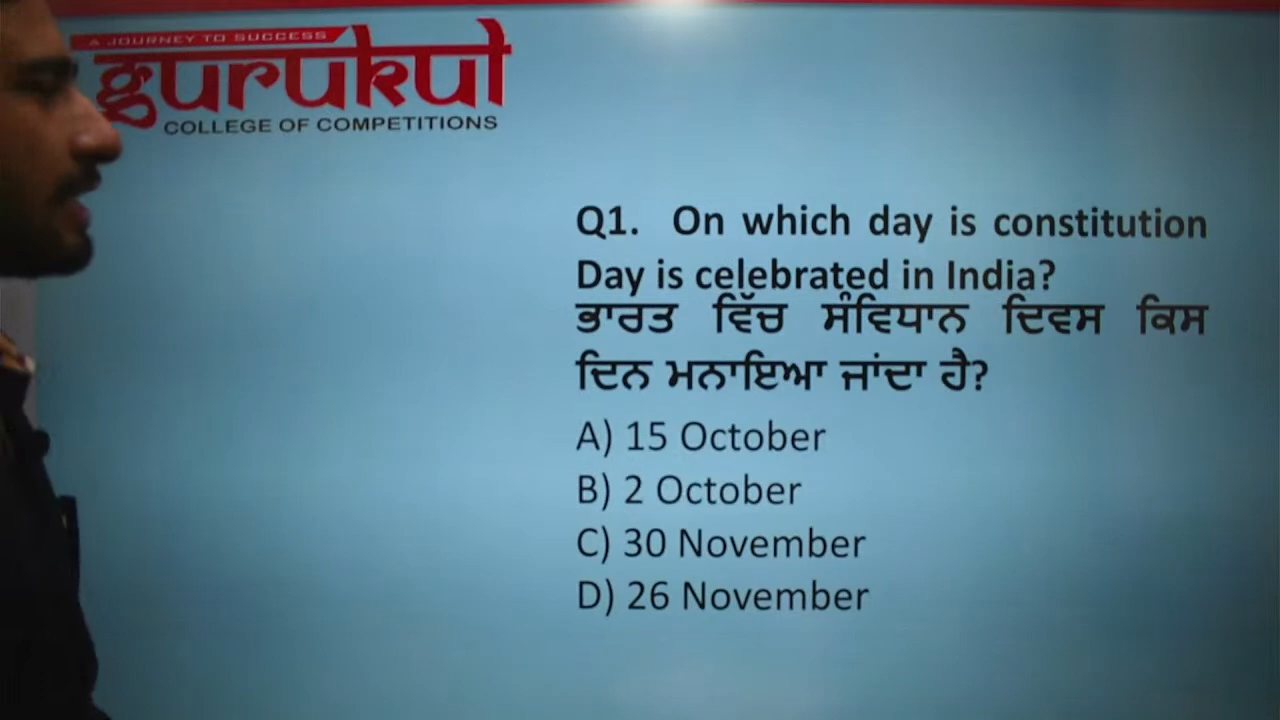 A JOURNEY TO SUCCESS
gurukul
COLLEGE OF COMPETITIONS
Q1. On which day is constitution
Day is celebrated in India?
ਭਾਰਤ ਵਿੱਚ ਸੰਵਿਧਾਨ ਦਿਵਸ ਕਿਸ
ਦਿਨ ਮਨਾਇਆ ਜਾਂਦਾ ਹੈ?
A) 15 October
B) 2 October
C) 30 November
D) 26 November